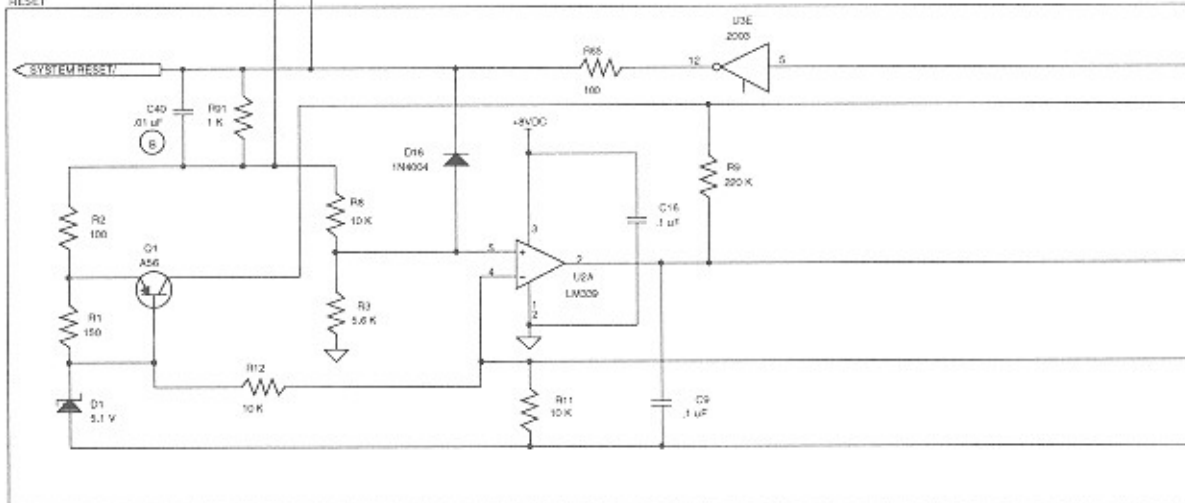 RESET
U3E
2003
R65
12
5
SYSTEM RESET/
100
C40
.01 uF
B
R91
1 K
+8VDC
D16
1N4004
R9
220 K
R8
10 K
C16
.1 uF
R2
100
3
Q1
A56
5
+
2
4
-
U2A
LM339
R3
5.6 K
1
2
R1
150
R12
10 K
D1
5.1 V
R11
10 K
C9
.1 uF